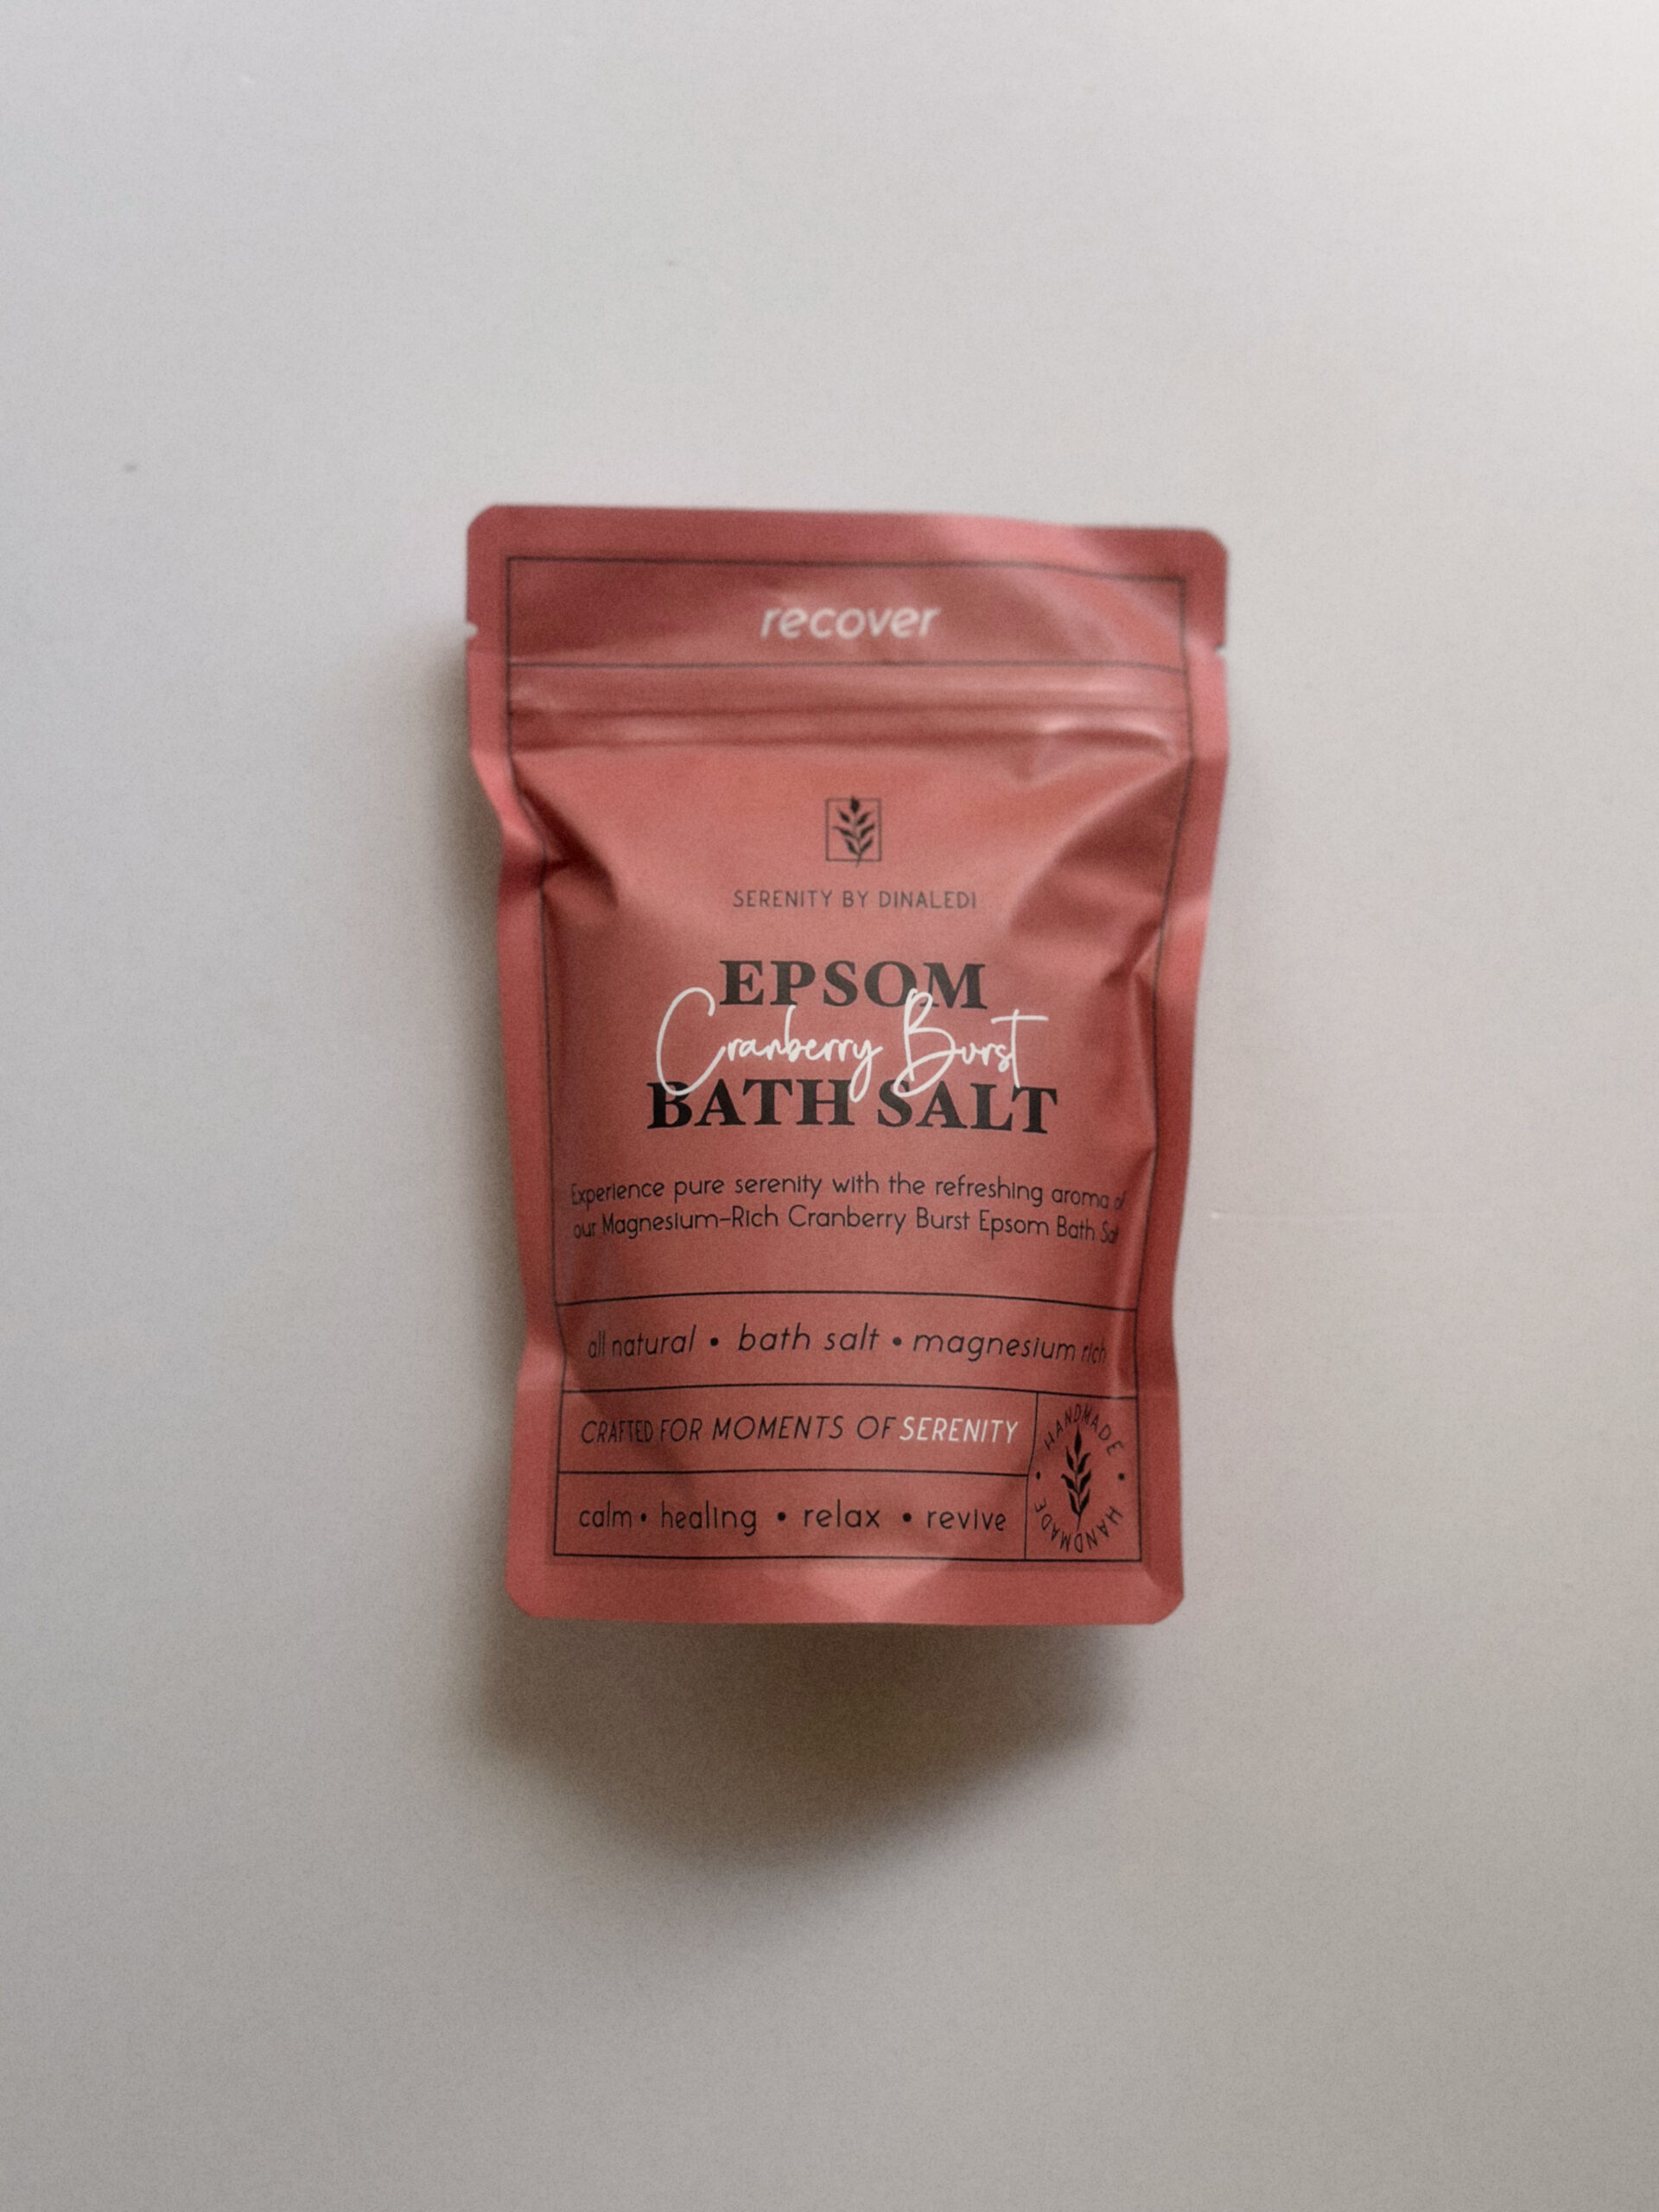 recover
SERENITY BY DINALEDI
EPSOM
Cranberry Burst
BATH SALT
Experience pure serenity with the refreshing aroma of
our Magnesium-Rich Cranberry Burst Epsom Bath Salt
all natural • bath salt • magnesium rich
CRAFTED FOR MOMENTS OF SERENITY
calm • healing • relax • revive
HANDMADE • HANDMADE •